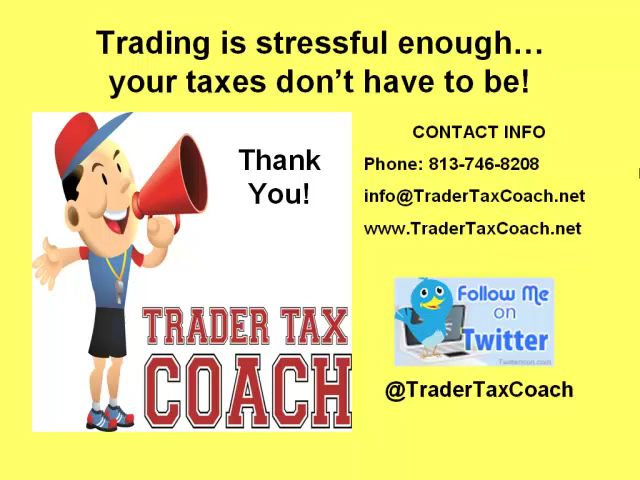 Trading is stressful enough…
your taxes don't have to be!
Thank
You!
TRADER TAX
COACH
CONTACT INFO
Phone: 813-746-8208
info@TraderTaxCoach.net
www.TraderTaxCoach.net
Follow Me
on
Twitter
@TraderTaxCoach